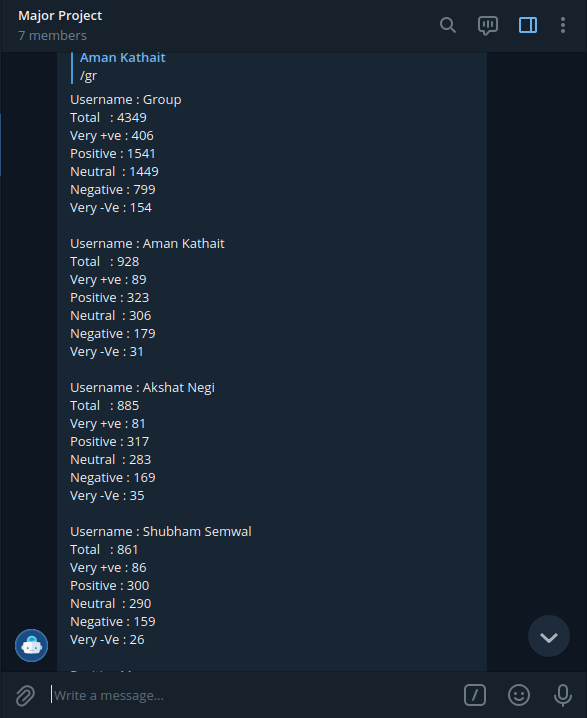 Major Project
7 members
Aman Kathait
/gr
Username : Group
Total : 4349
Very +ve : 406
Positive : 1541
Neutral : 1449
Negative : 799
Very -Ve : 154
Username : Aman Kathait
Total : 928
Very +ve : 89
Positive : 323
Neutral : 306
Negative : 179
Very -Ve : 31
Username : Akshat Negi
Total : 885
Very +ve : 81
Positive : 317
Neutral : 283
Negative : 169
Very -Ve : 35
Username : Shubham Semwal
Total : 861
Very +ve : 86
Positive : 300
Neutral : 290
Negative : 159
Very -Ve : 26
Write a message...